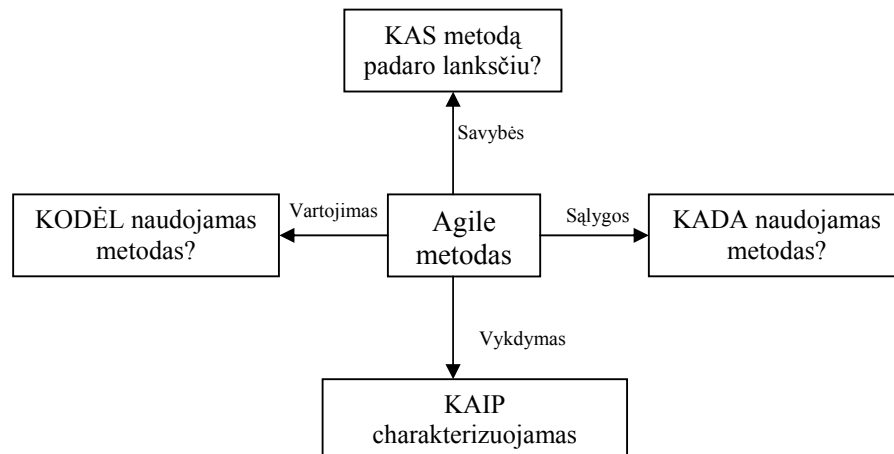 KAS metodą
padaro lanksčiu?
Savybės
KODĖL naudojamas
metodas?
Vartojimas
Agile
metodas
Sąlygos
KADA naudojamas
metodas?
Vykdymas
KAIP
charakterizuojamas